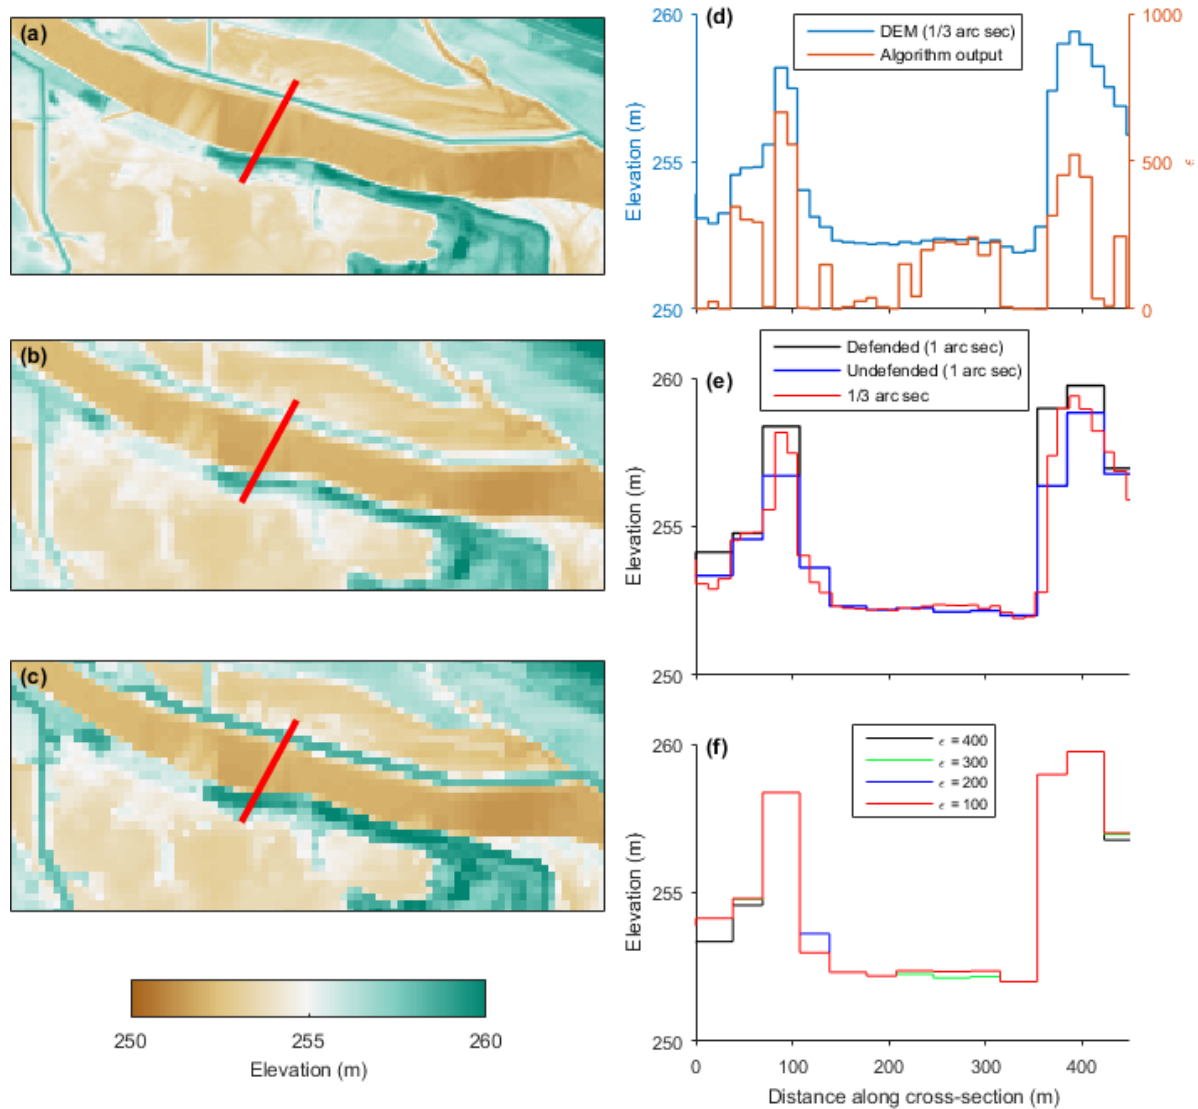 (a)
(b)
(c)
250
255
260
Elevation (m)
(d)
DEM (1/3 arc sec)
Algorithm output
260
255
250
Elevation (m)
1000
500
0
ϵ
(e)
Defended (1 arc sec)
Undefended (1 arc sec)
1/3 arc sec
260
255
250
Elevation (m)
(f)
ϵ = 400
ϵ = 300
ϵ = 200
ϵ = 100
260
255
250
Elevation (m)
0
100
200
300
400
Distance along cross-section (m)